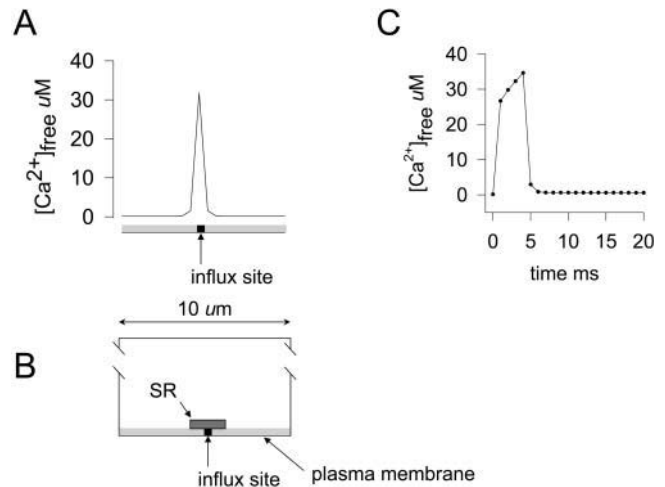 A
40
30
20
10
0
[Ca2+]free uM
influx site
10 um
B
SR
influx site
plasma membrane
C
40
30
20
10
0
[Ca2+]free uM
0 5 10 15 20
time ms